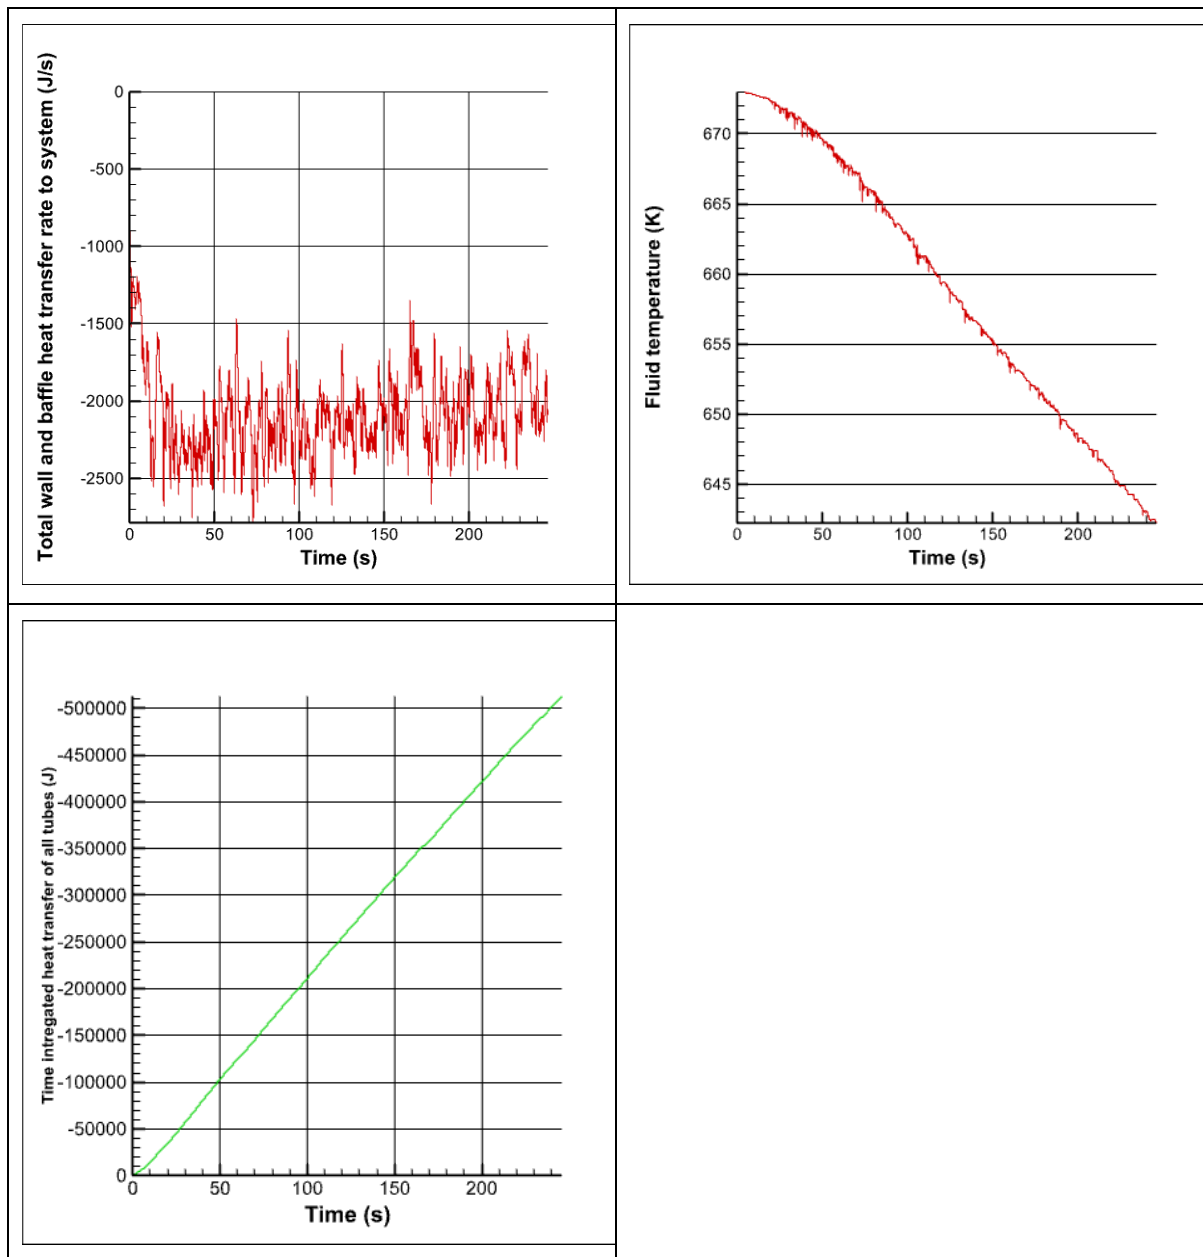 Total wall and baffle heat transfer rate to system (J/s)
0
-500
-1000
-1500
-2000
-2500
0 50 100 150 200
Time (s)
Fluid temperature (K)
670
665
660
655
650
645
0 50 100 150 200
Time (s)
Time intregated heat transfer of all tubes (J)
-500000
-450000
-400000
-350000
-300000
-250000
-200000
-150000
-100000
-50000
0
0 50 100 150 200
Time (s)